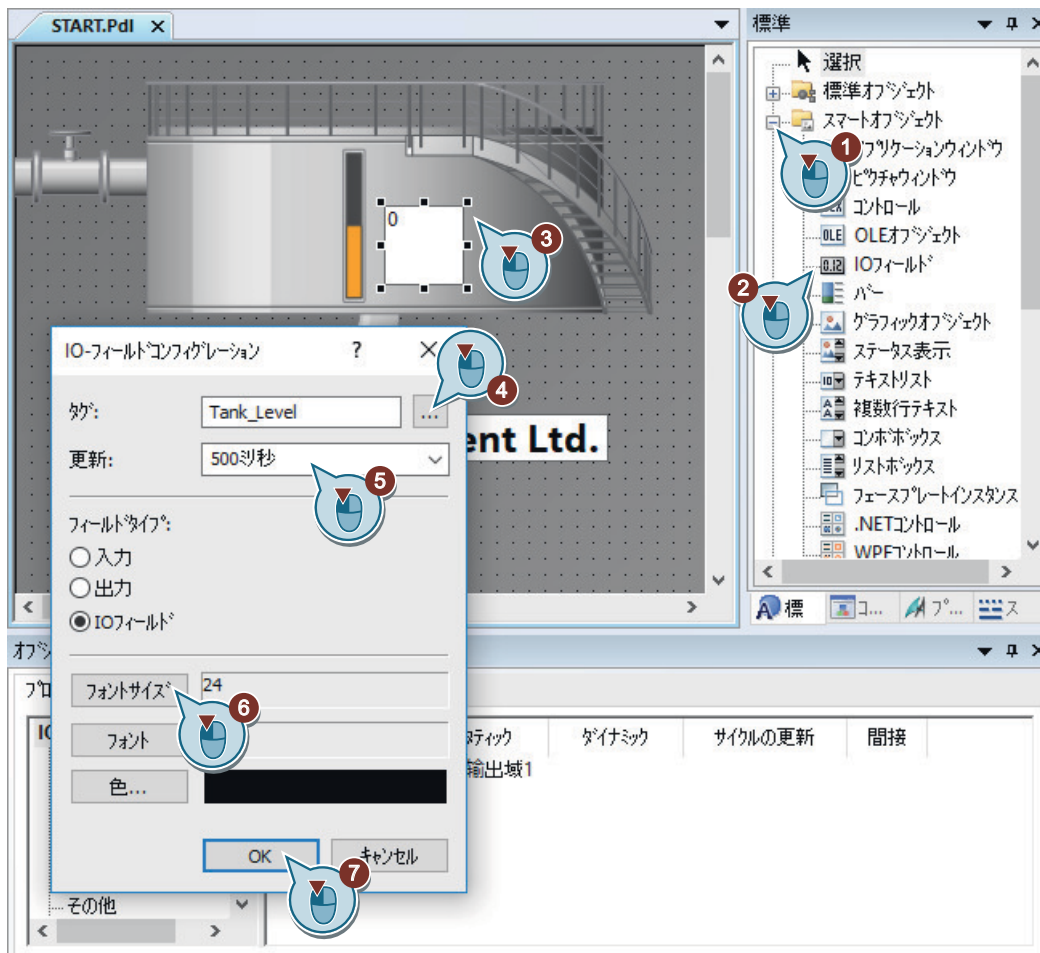 START.Pdl
標準
選択
標準オブジェクト
スマートオブジェクト
1
プリケーションウィンドウ
ピクチャウィンドウ
コントロール
OLE OLEオブジェクト
0.12 IOフィールド
2
バー
グラフィックオブジェクト
ステータス表示
テキストリスト
複数行テキスト
コンボボックス
リストボックス
フェースプレートインスタンス
.NETコントロール
WPFコントロール
標
コ...
プ...
ス
0
3
IO-フィールドコンフィグレーション ? ×
4
タグ: Tank_Level ...
ent Ltd.
更新: 500ミリ秒
5
フィールドタイプ:
入力
出力
IOフィールド
フォントサイズ 24
6
フォント
色...
OK キャンセル
7
オブジ
プロ
IO
タティック ダイナミック サイクルの更新 間接
輸出域1
その他